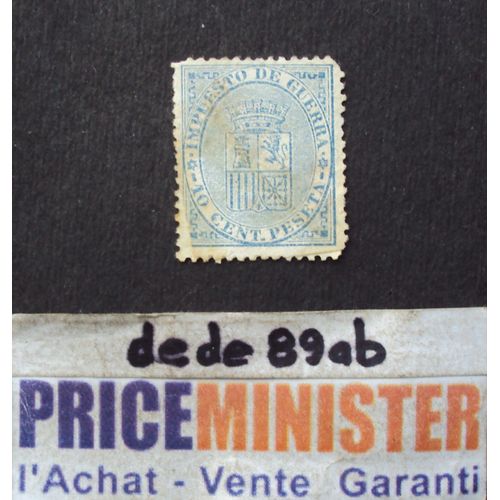 · IMPUESTO DE GUERRA ·
10 CENT. PESETA
dede 89ab
PRICEMINISTER
l'Achat - Vente Garanti